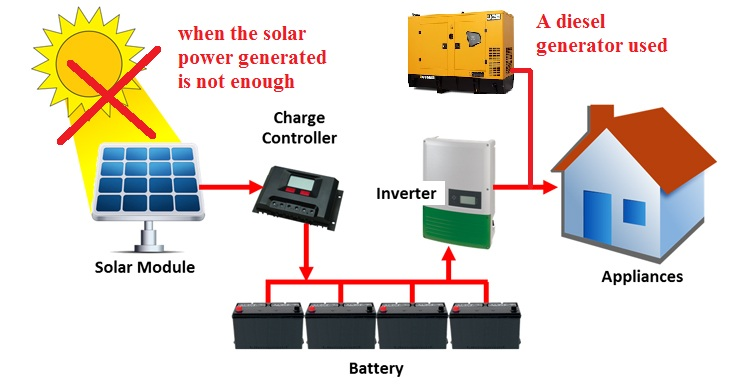 when the solar
power generated
is not enough
A diesel
generator used
Charge
Controller
Inverter
Solar Module
Appliances
Battery